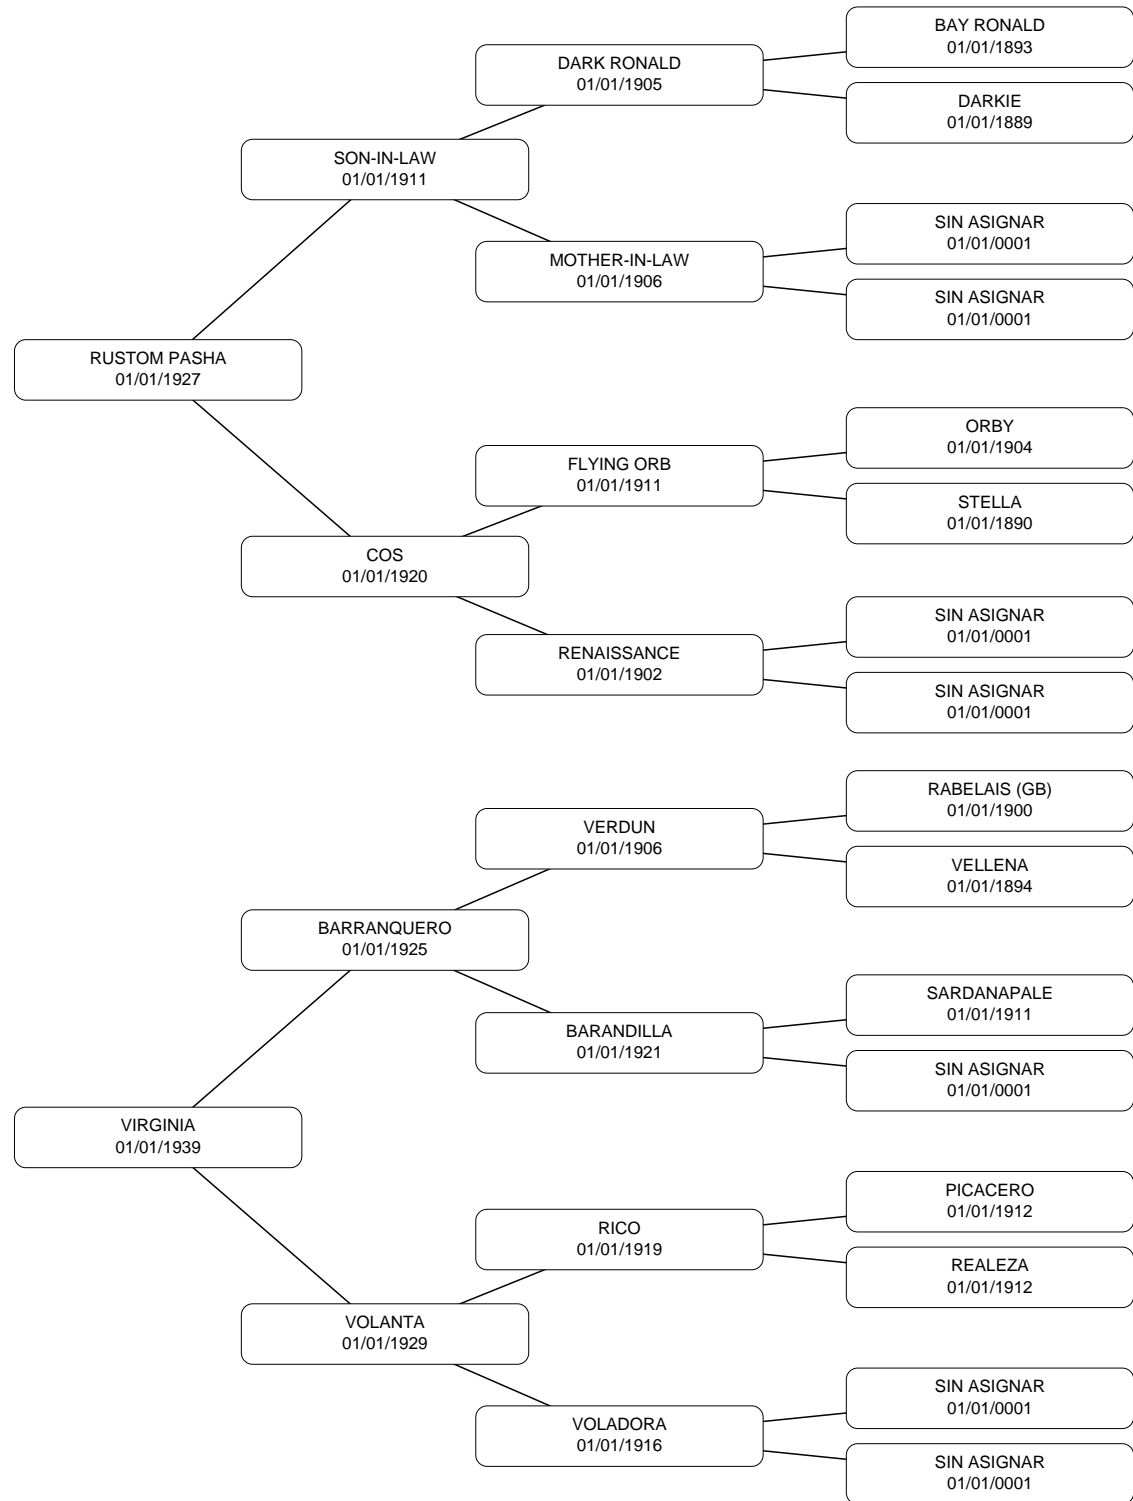 BAY RONALD
01/01/1893
DARK RONALD
01/01/1905
DARKIE
01/01/1889
SON-IN-LAW
01/01/1911
SIN ASIGNAR
01/01/0001
MOTHER-IN-LAW
01/01/1906
SIN ASIGNAR
01/01/0001
RUSTOM PASHA
01/01/1927
ORBY
01/01/1904
FLYING ORB
01/01/1911
STELLA
01/01/1890
COS
01/01/1920
SIN ASIGNAR
01/01/0001
RENAISSANCE
01/01/1902
SIN ASIGNAR
01/01/0001
RABELAIS (GB)
01/01/1900
VERDUN
01/01/1906
VELLENA
01/01/1894
BARRANQUERO
01/01/1925
SARDANAPALE
01/01/1911
BARANDILLA
01/01/1921
SIN ASIGNAR
01/01/0001
VIRGINIA
01/01/1939
PICACERO
01/01/1912
RICO
01/01/1919
REALEZA
01/01/1912
VOLANTA
01/01/1929
SIN ASIGNAR
01/01/0001
VOLADORA
01/01/1916
SIN ASIGNAR
01/01/0001